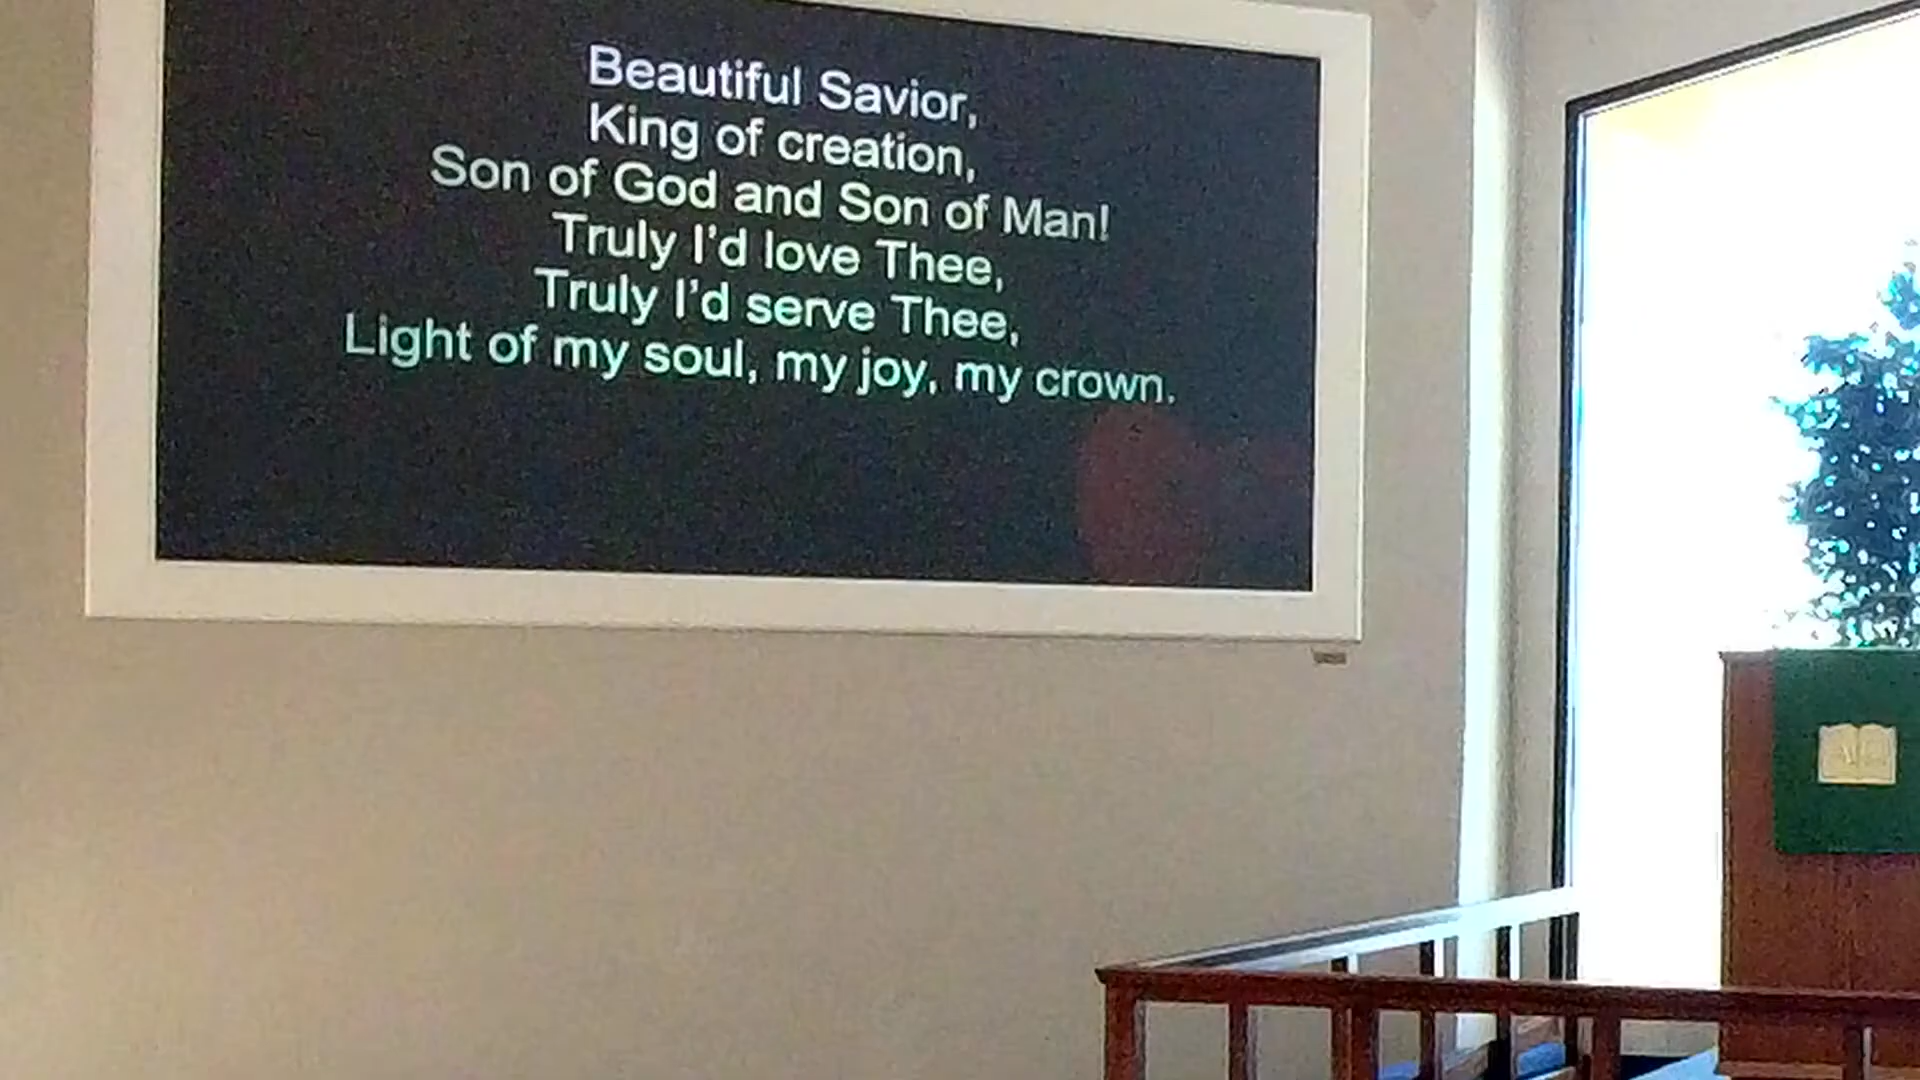 Beautiful Savior,
King of creation,
Son of God and Son of Man!
Truly I'd love Thee,
Truly I'd serve Thee,
Light of my soul, my joy, my crown.